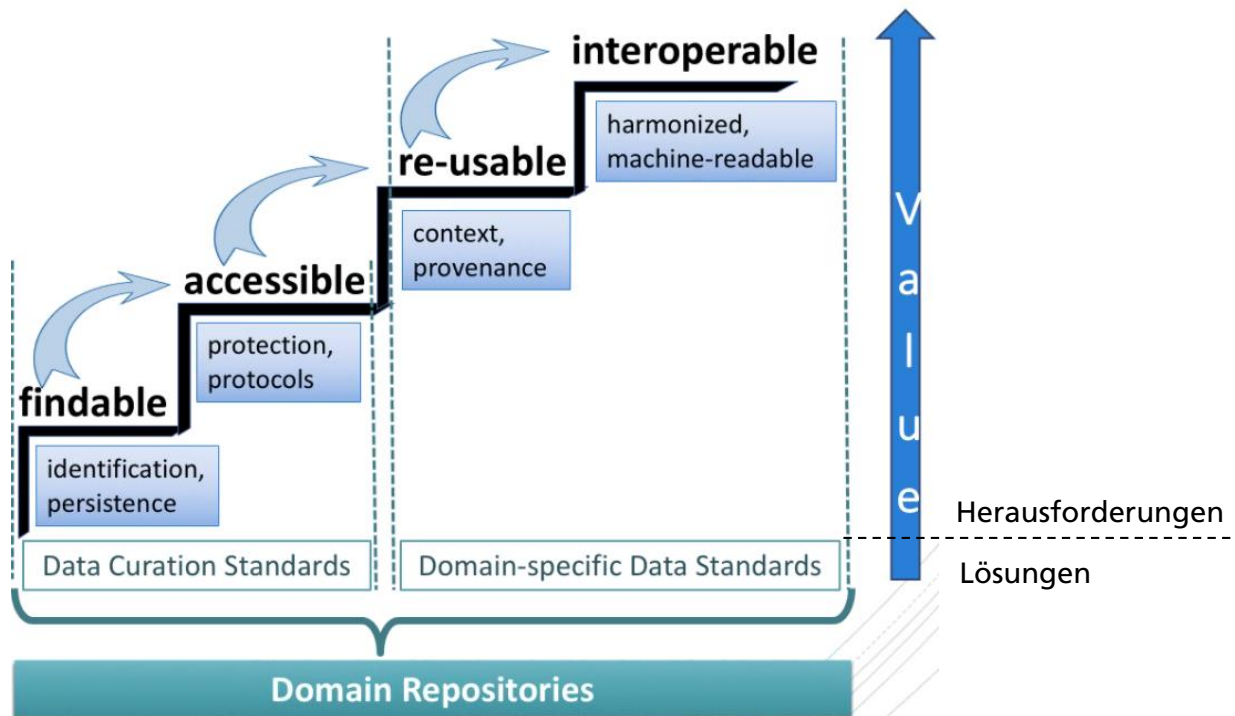 interoperable
harmonized,
machine-readable
re-usable
context,
provenance
accessible
protection,
protocols
findable
identification,
persistence
Value
Herausforderungen
Lösungen
Data Curation Standards
Domain-specific Data Standards
Domain Repositories